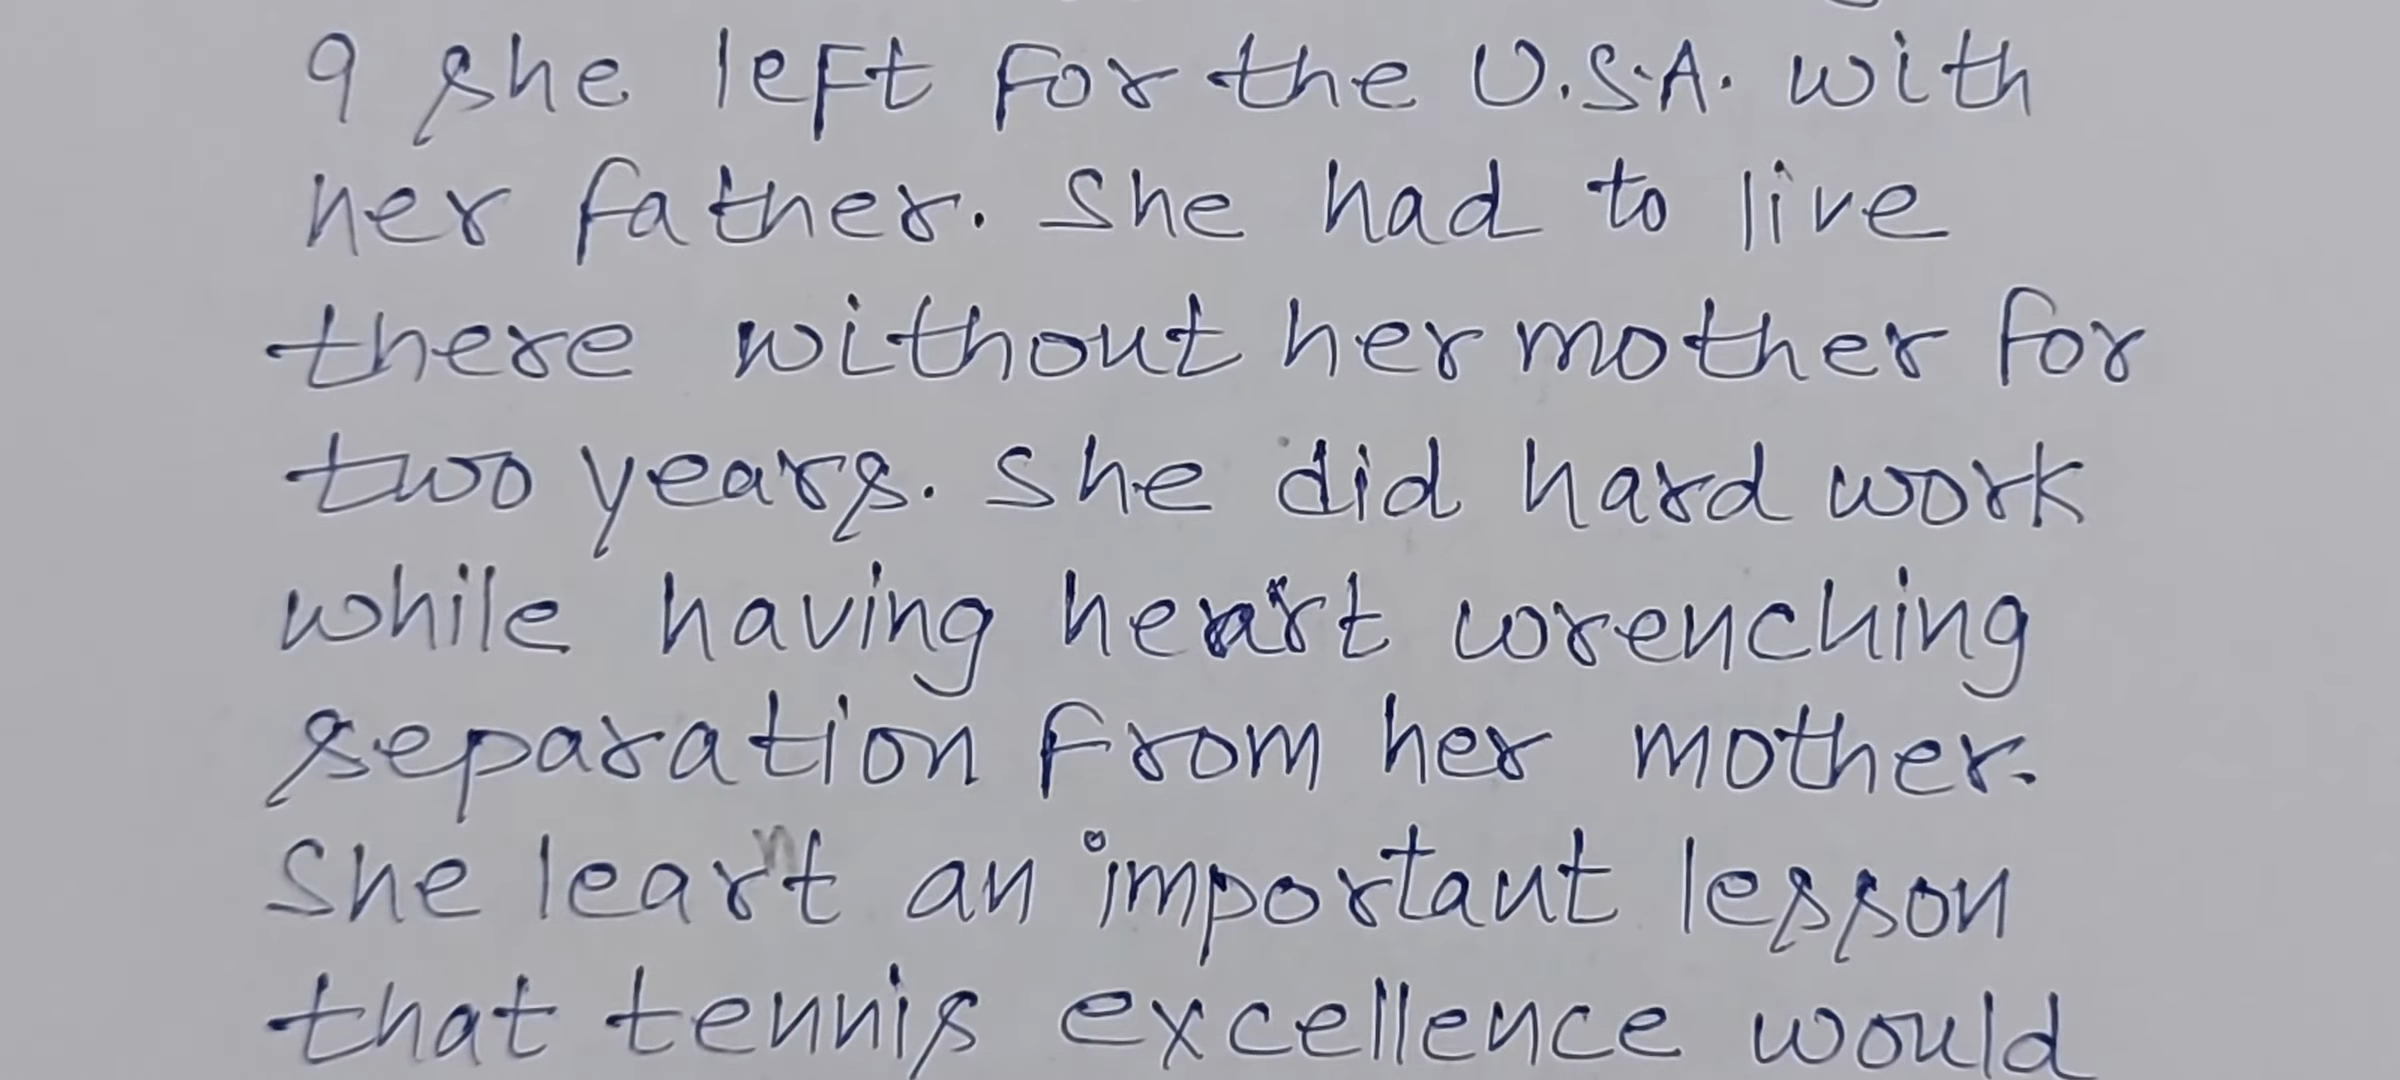 9 she left for the U.S.A. with
her father. She had to live
there without her mother for
two years. She did hard work
while having heart wrenching
separation from her mother.
She learnt an important lesson
that tennis excellence would